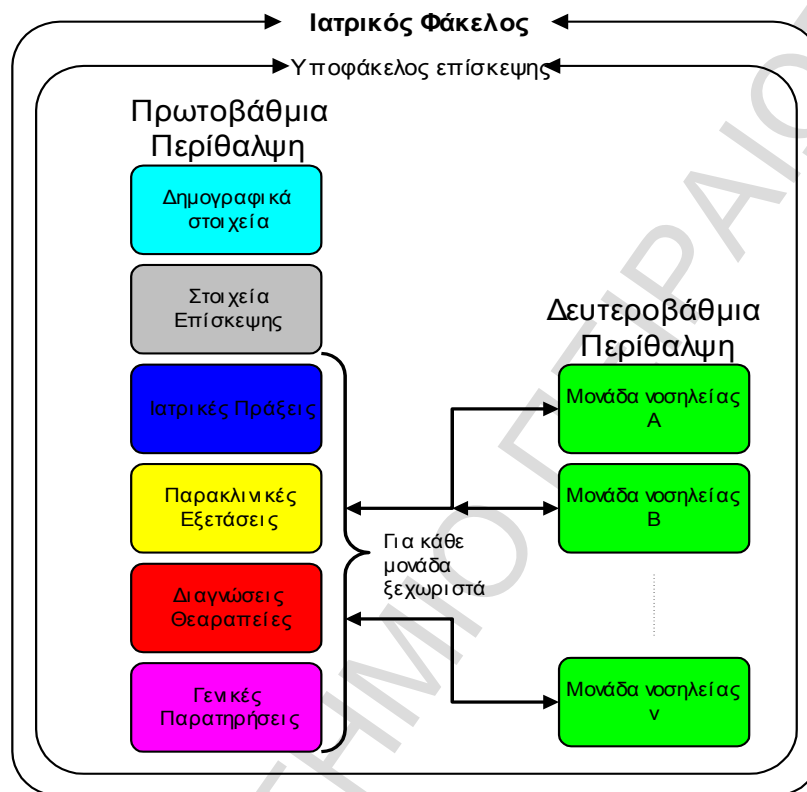 Ιατρικός Φάκελος
Υποφάκελος επίσκεψης
Πρωτοβάθμια
Περίθαλψη
Δημογραφικά
στοιχεία
Στοιχεία
Επίσκεψης
Ιατρικές Πράξεις
Παρακλινικές
Εξετάσεις
Διαγνώσεις
Θεαραπείες
Γενικές
Παρατηρήσεις
Για κάθε
μονάδα
ξεχωριστά
Δευτεροβάθμια
Περίθαλψη
Μονάδα νοσηλείας
Α
Μονάδα νοσηλείας
Β
Μονάδα νοσηλείας
ν